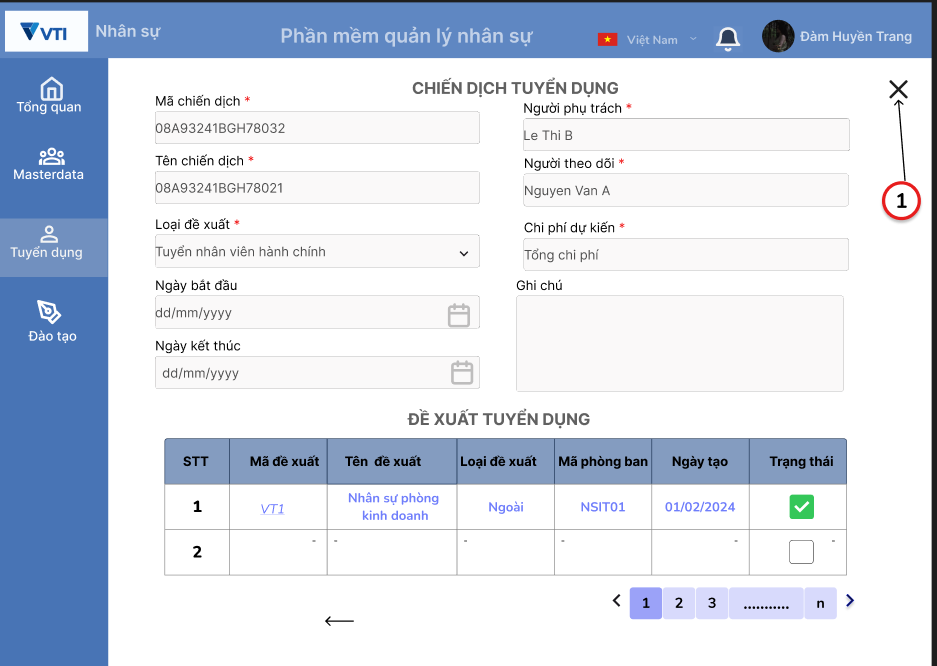 VTI
Nhân sự
Phần mềm quản lý nhân sự
Việt Nam
Đàm Huyền Trang
Tổng quan
Masterdata
Tuyển dụng
Đào tạo
CHIẾN DỊCH TUYỂN DỤNG
Mã chiến dịch *
08A93241BGH78032
Người phụ trách *
Le Thi B
Tên chiến dịch *
08A93241BGH78021
Người theo dõi *
Nguyen Van A
1
Loại đề xuất *
Tuyển nhân viên hành chính
Chi phí dự kiến *
Tổng chi phí
Ngày bắt đầu
dd/mm/yyyy
Ghi chú
Ngày kết thúc
dd/mm/yyyy
ĐỀ XUẤT TUYỂN DỤNG
STT Mã đề xuất Tên đề xuất Loại đề xuất Mã phòng ban Ngày tạo Trạng thái
1 VT1 Nhân sự phòng kinh doanh Ngoài NSIT01 01/02/2024
2 - - - - - -
1 2 3 ........... n